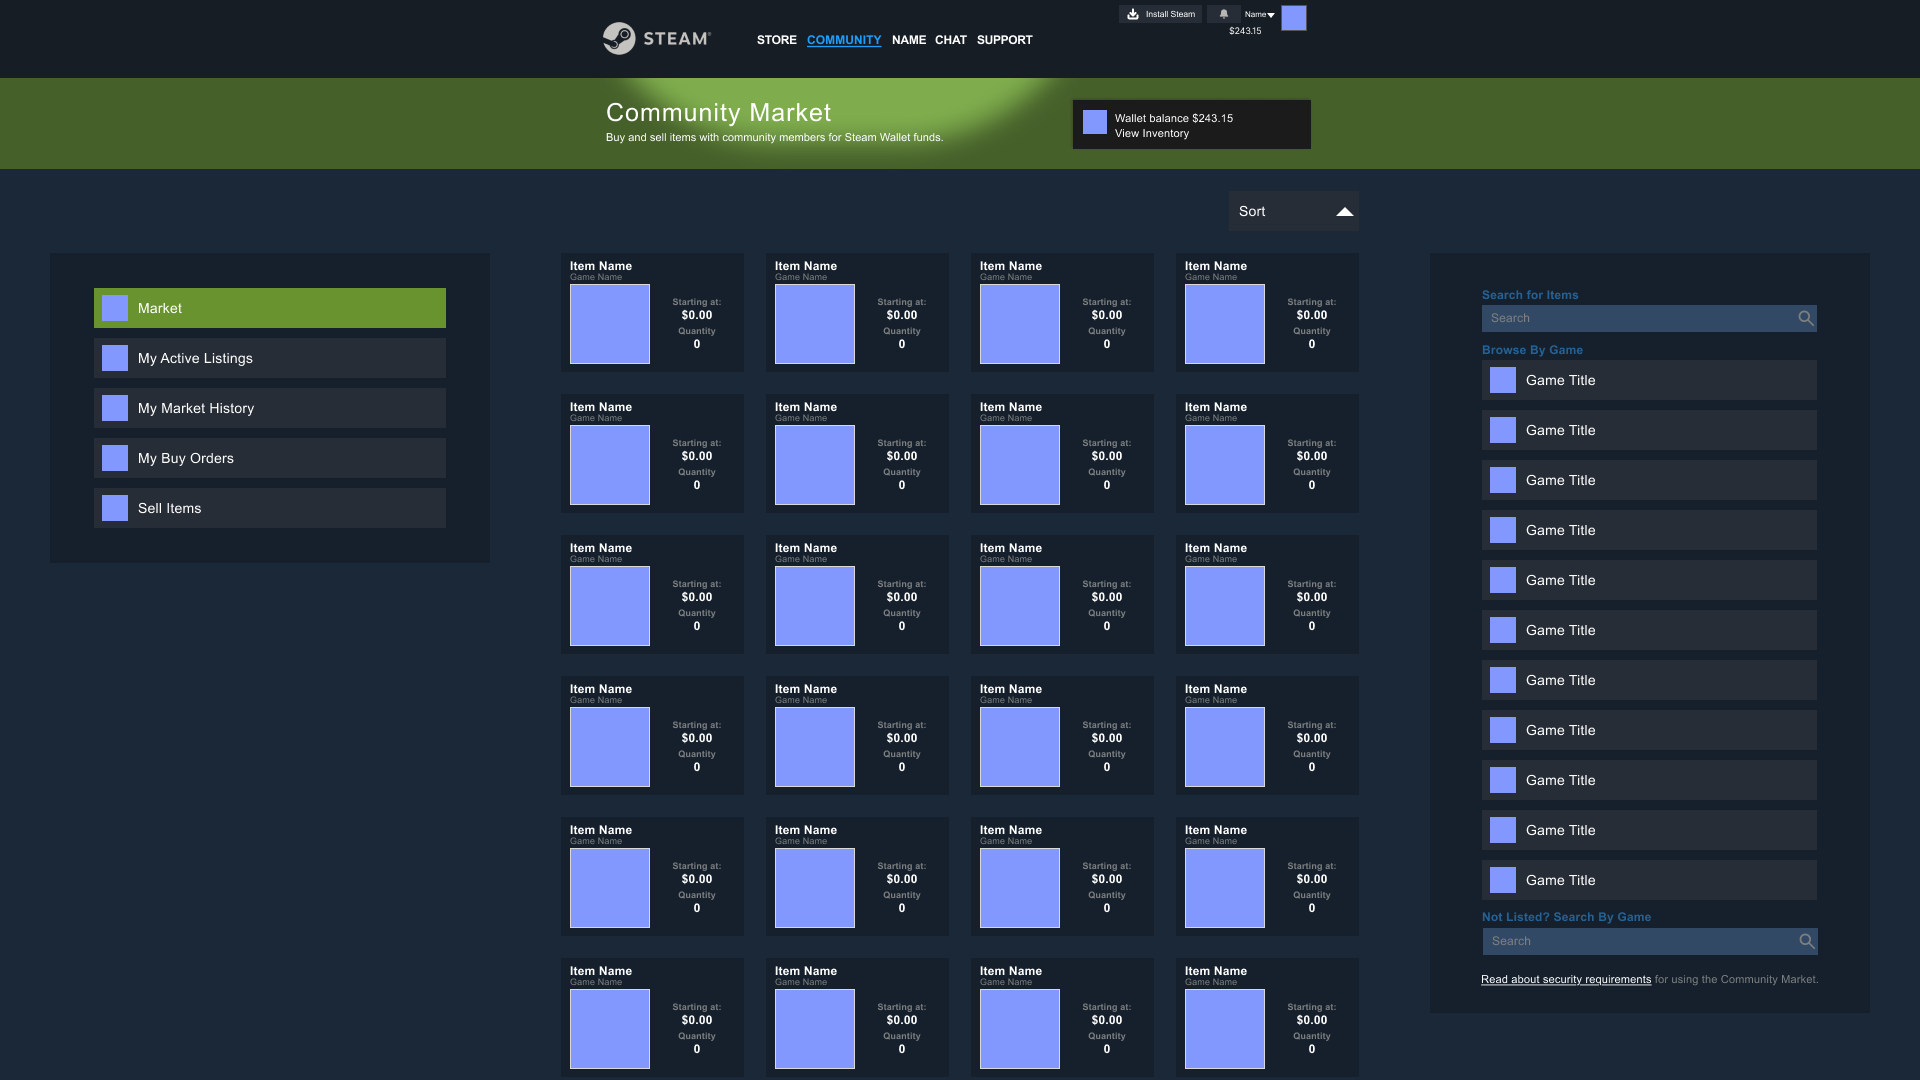 Install Steam
Name
$243.15
STEAM
STORE COMMUNITY NAME CHAT SUPPORT
Community Market
Buy and sell items with community members for Steam Wallet funds.
Wallet balance $243.15
View Inventory
Sort
Market
My Active Listings
My Market History
My Buy Orders
Sell Items
Item Name Item Name Item Name Item Name
Game Name Game Name Game Name Game Name
Starting at: Starting at: Starting at: Starting at:
$0.00 $0.00 $0.00 $0.00
Quantity Quantity Quantity Quantity
0 0 0 0
Item Name Item Name Item Name Item Name
Game Name Game Name Game Name Game Name
Starting at: Starting at: Starting at: Starting at:
$0.00 $0.00 $0.00 $0.00
Quantity Quantity Quantity Quantity
0 0 0 0
Item Name Item Name Item Name Item Name
Game Name Game Name Game Name Game Name
Starting at: Starting at: Starting at: Starting at:
$0.00 $0.00 $0.00 $0.00
Quantity Quantity Quantity Quantity
0 0 0 0
Item Name Item Name Item Name Item Name
Game Name Game Name Game Name Game Name
Starting at: Starting at: Starting at: Starting at:
$0.00 $0.00 $0.00 $0.00
Quantity Quantity Quantity Quantity
0 0 0 0
Item Name Item Name Item Name Item Name
Game Name Game Name Game Name Game Name
Starting at: Starting at: Starting at: Starting at:
$0.00 $0.00 $0.00 $0.00
Quantity Quantity Quantity Quantity
0 0 0 0
Item Name Item Name Item Name Item Name
Game Name Game Name Game Name Game Name
Starting at: Starting at: Starting at: Starting at:
$0.00 $0.00 $0.00 $0.00
Quantity Quantity Quantity Quantity
0 0 0 0
Search for Items
Search
Browse By Game
Game Title
Game Title
Game Title
Game Title
Game Title
Game Title
Game Title
Game Title
Game Title
Game Title
Game Title
Not Listed? Search By Game
Search
Read about security requirements for using the Community Market.